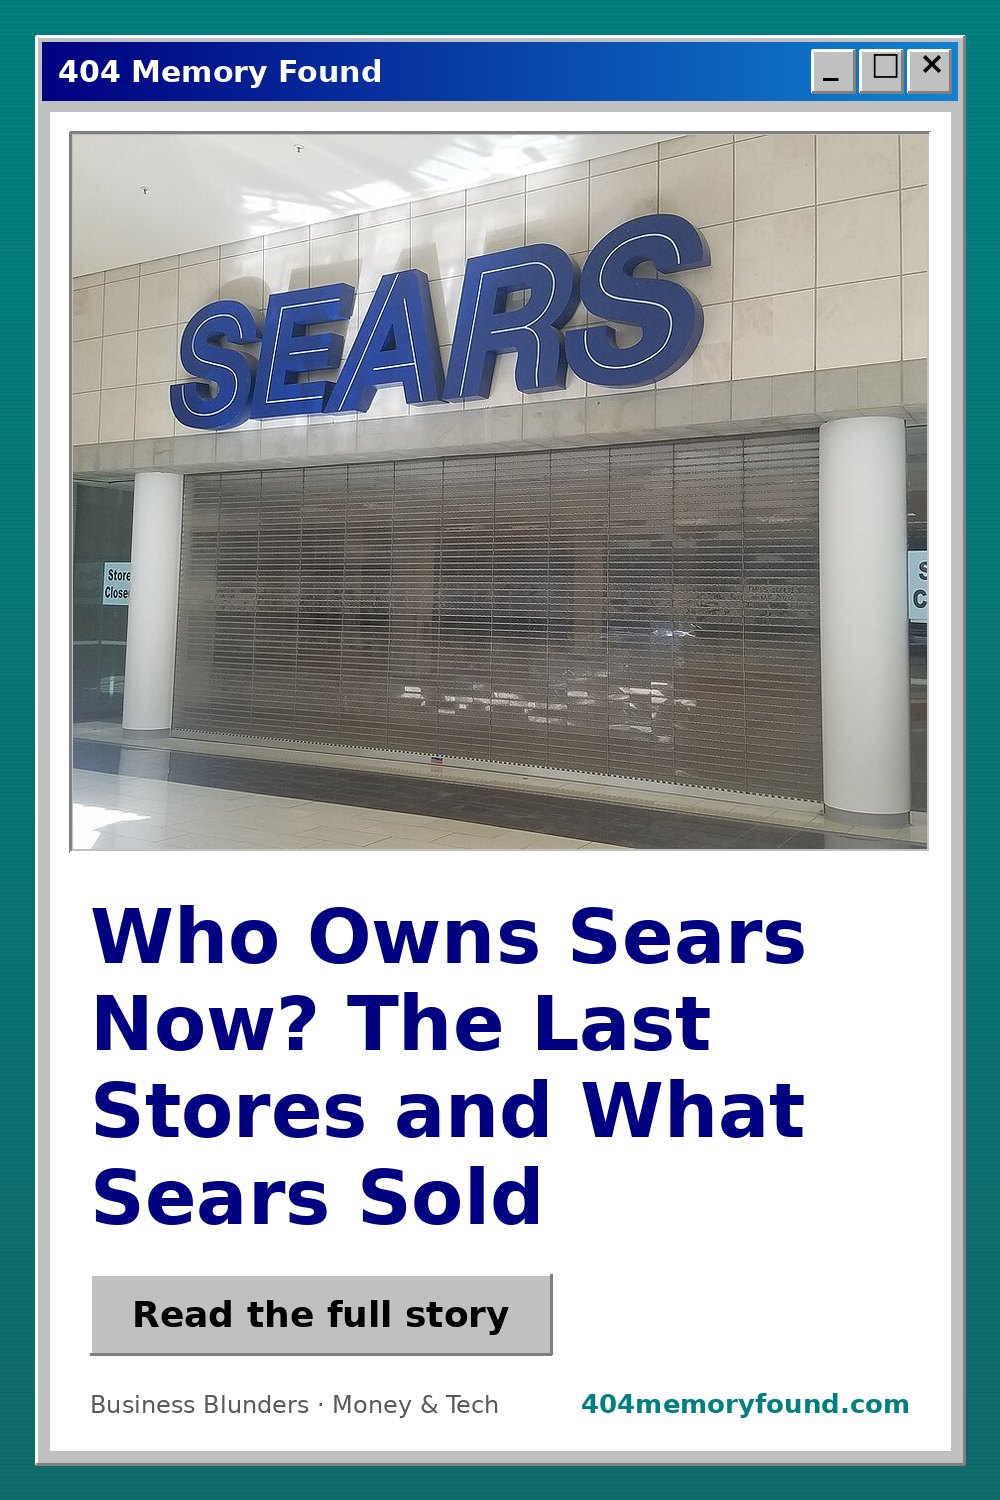 404 Memory Found
SEARS
Store
Close
S
C
Who Owns Sears
Now? The Last
Stores and What
Sears Sold
Read the full story
Business Blunders · Money & Tech
404memoryfound.com